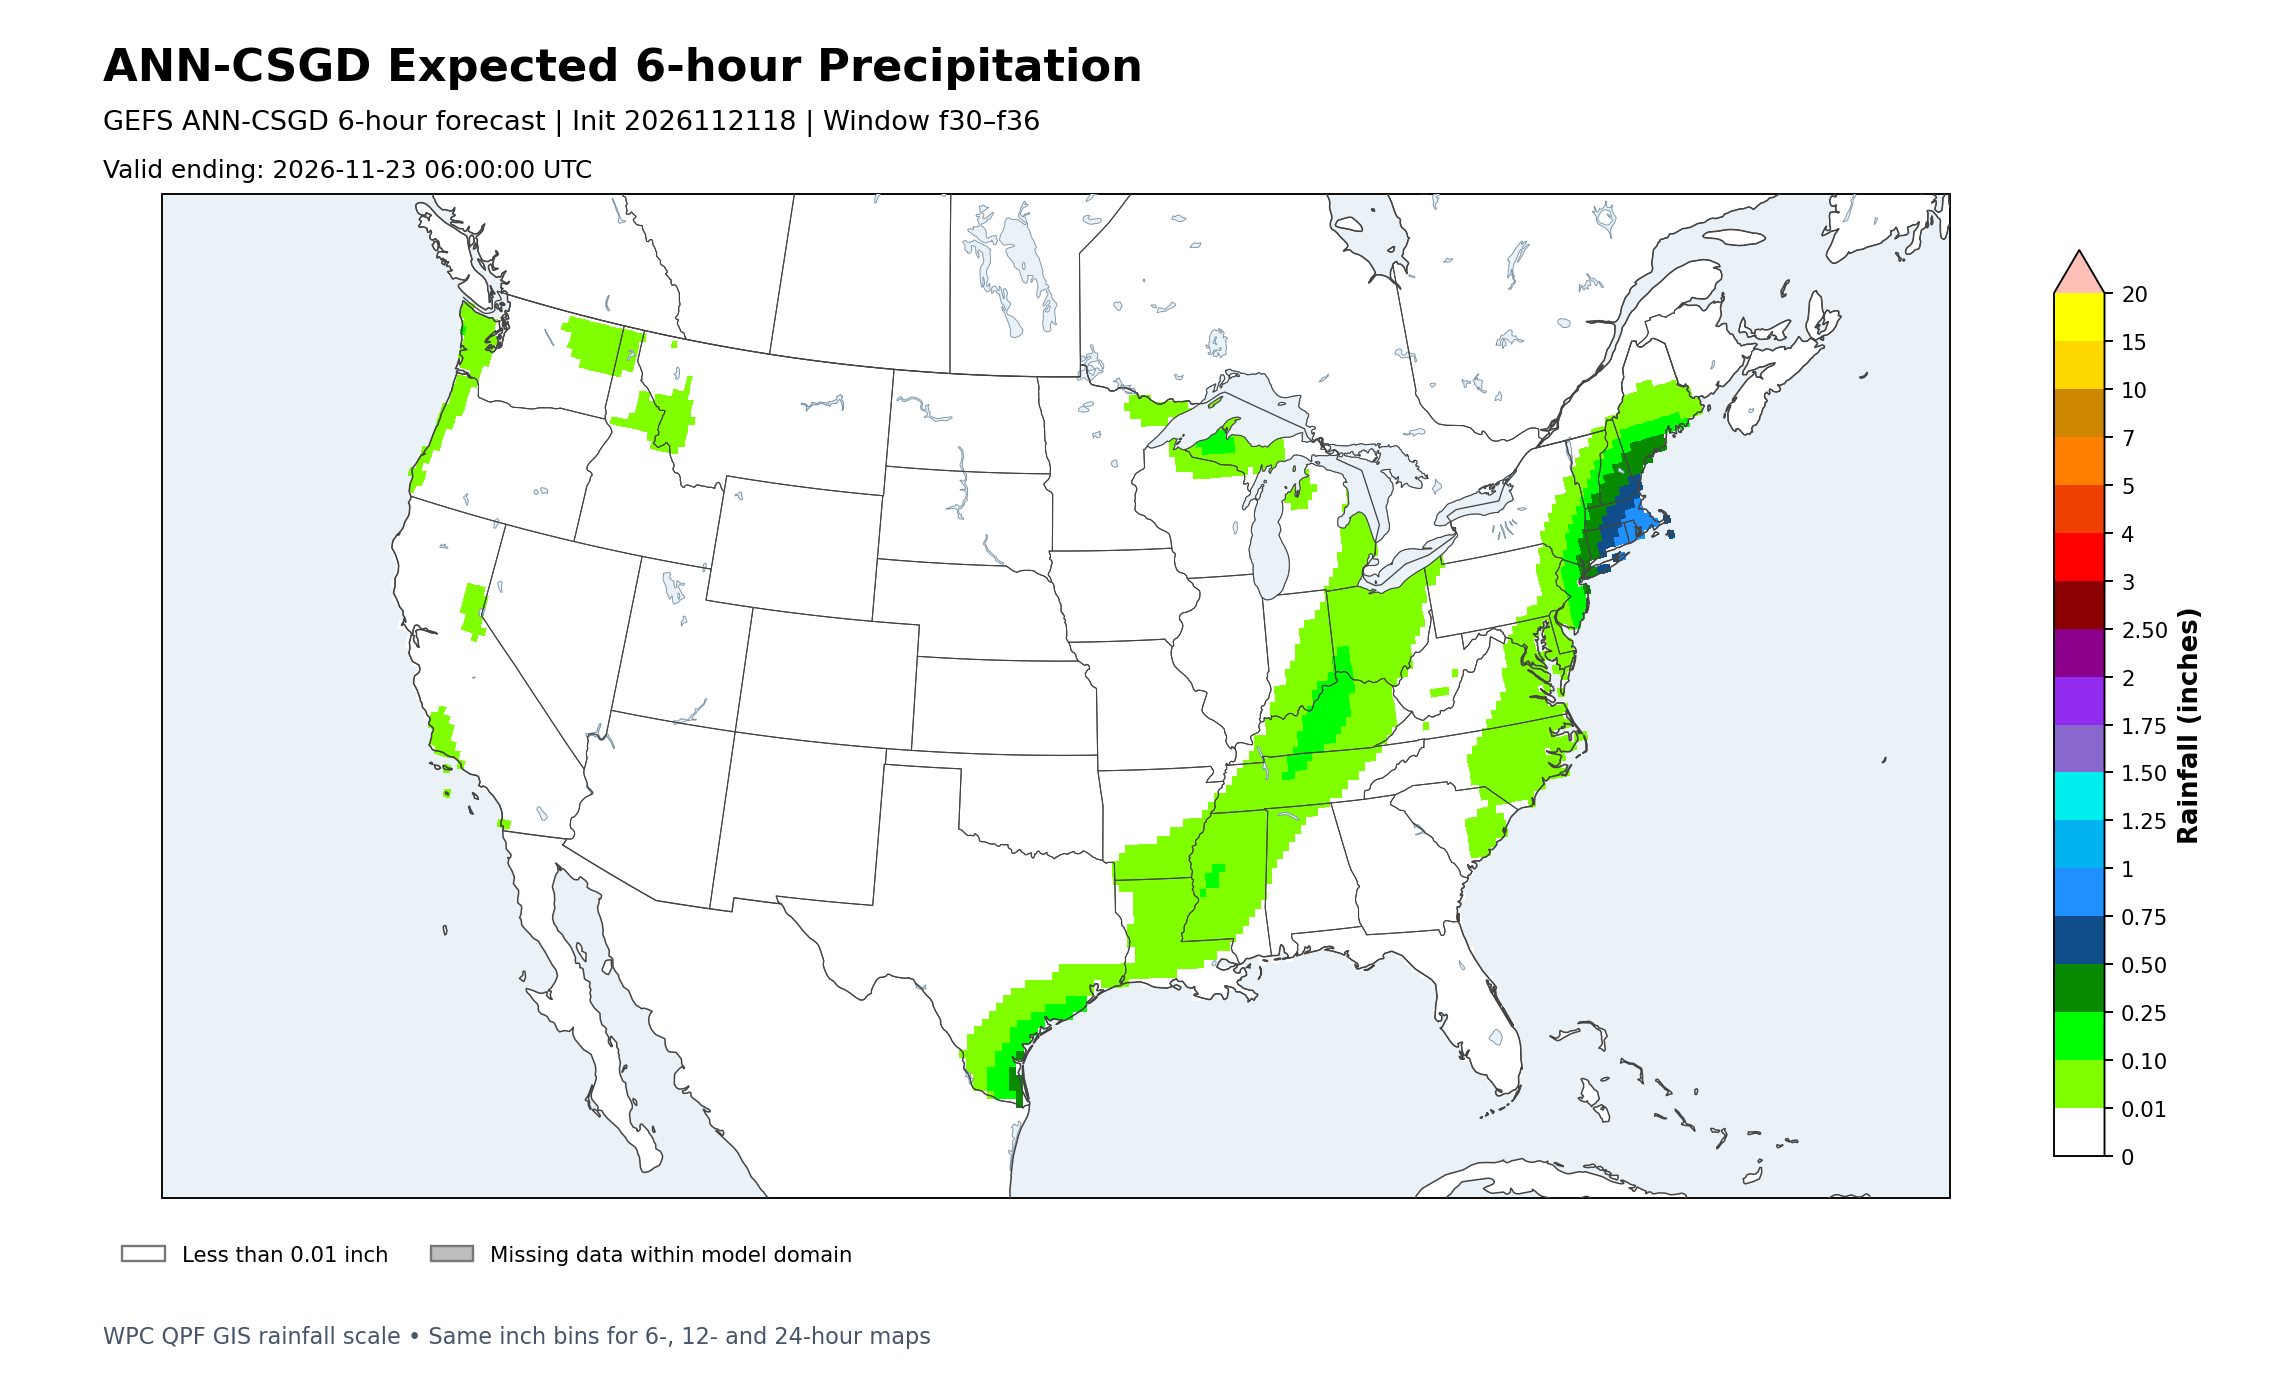 ANN-CSGD Expected 6-hour Precipitation
GEFS ANN-CSGD 6-hour forecast | Init 2026112118 | Window f30–f36
Valid ending: 2026-11-23 06:00:00 UTC
20
15
10
7
5
4
3
2.50
2
1.75
1.50
1.25
1
0.75
0.50
0.25
0.10
0.01
0
Rainfall (inches)
Less than 0.01 inch
Missing data within model domain
WPC QPF GIS rainfall scale • Same inch bins for 6-, 12- and 24-hour maps